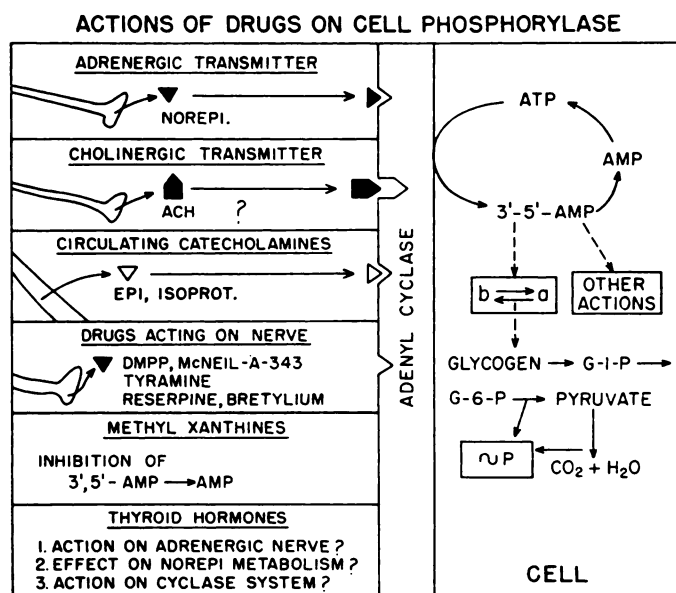 ACTIONS OF DRUGS ON CELL PHOSPHORYLASE
ADRENERGIC TRANSMITTER
NOREPI.
CHOLINERGIC TRANSMITTER
ACH ?
CIRCULATING CATECHOLAMINES
EPI, ISOPROT.
DRUGS ACTING ON NERVE
DMPP, McNEIL-A-343
TYRAMINE
RESERPINE, BRETYLIUM
METHYL XANTHINES
INHIBITION OF
3',5'- AMP → AMP
THYROID HORMONES
1. ACTION ON ADRENERGIC NERVE?
2. EFFECT ON NOREPI METABOLISM?
3. ACTION ON CYCLASE SYSTEM?
ADENYL CYCLASE
ATP
AMP
3'-5'-AMP
b ⇄ a
OTHER
ACTIONS
GLYCOGEN → G-I-P →
G-6-P → PYRUVATE
~P
CO2 + H2O
CELL